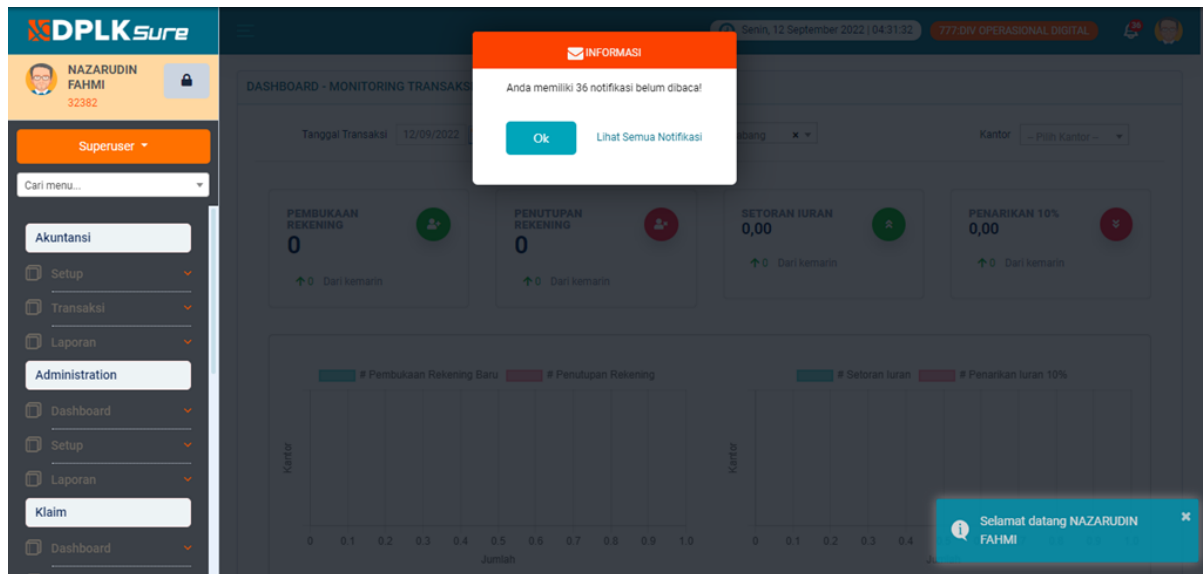 DPLKSure
NAZARUDIN
FAHMI
32382
Superuser
Cari menu...
Akuntansi
Setup
Transaksi
Laporan
Administration
Dashboard
Setup
Laporan
Klaim
Dashboard
Senin, 12 September 2022 | 04:31:32
777:DIV OPERASIONAL DIGITAL
36
INFORMASI
Anda memiliki 36 notifikasi belum dibaca!
Ok
Lihat Semua Notifikasi
DASHBOARD - MONITORING TRANSAKS
Tanggal Transaksi
12/09/2022
abang
×
Kantor
-- Pilih Kantor --
PEMBUKAAN
REKENING
0
0 Dari kemarin
PENUTUPAN
REKENING
0
0 Dari kemarin
SETORAN IURAN
0,00
0 Dari kemarin
PENARIKAN 10%
0,00
0 Dari kemarin
# Pembukaan Rekening Baru
# Penutupan Rekening
Kantor
0 0.1 0.2 0.3 0.4 0.5 0.6 0.7 0.8 0.9 1.0
Jumlah
# Setoran Iuran
# Penarikan Iuran 10%
Kantor
0 0.1 0.2 0.3 0.4
Selamat datang NAZARUDIN
FAHMI
×